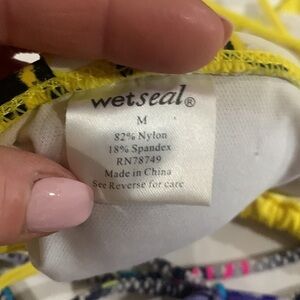 wetseal®
M
82% Nylon
18% Spandex
RN78749
Made in China
See Reverse for care